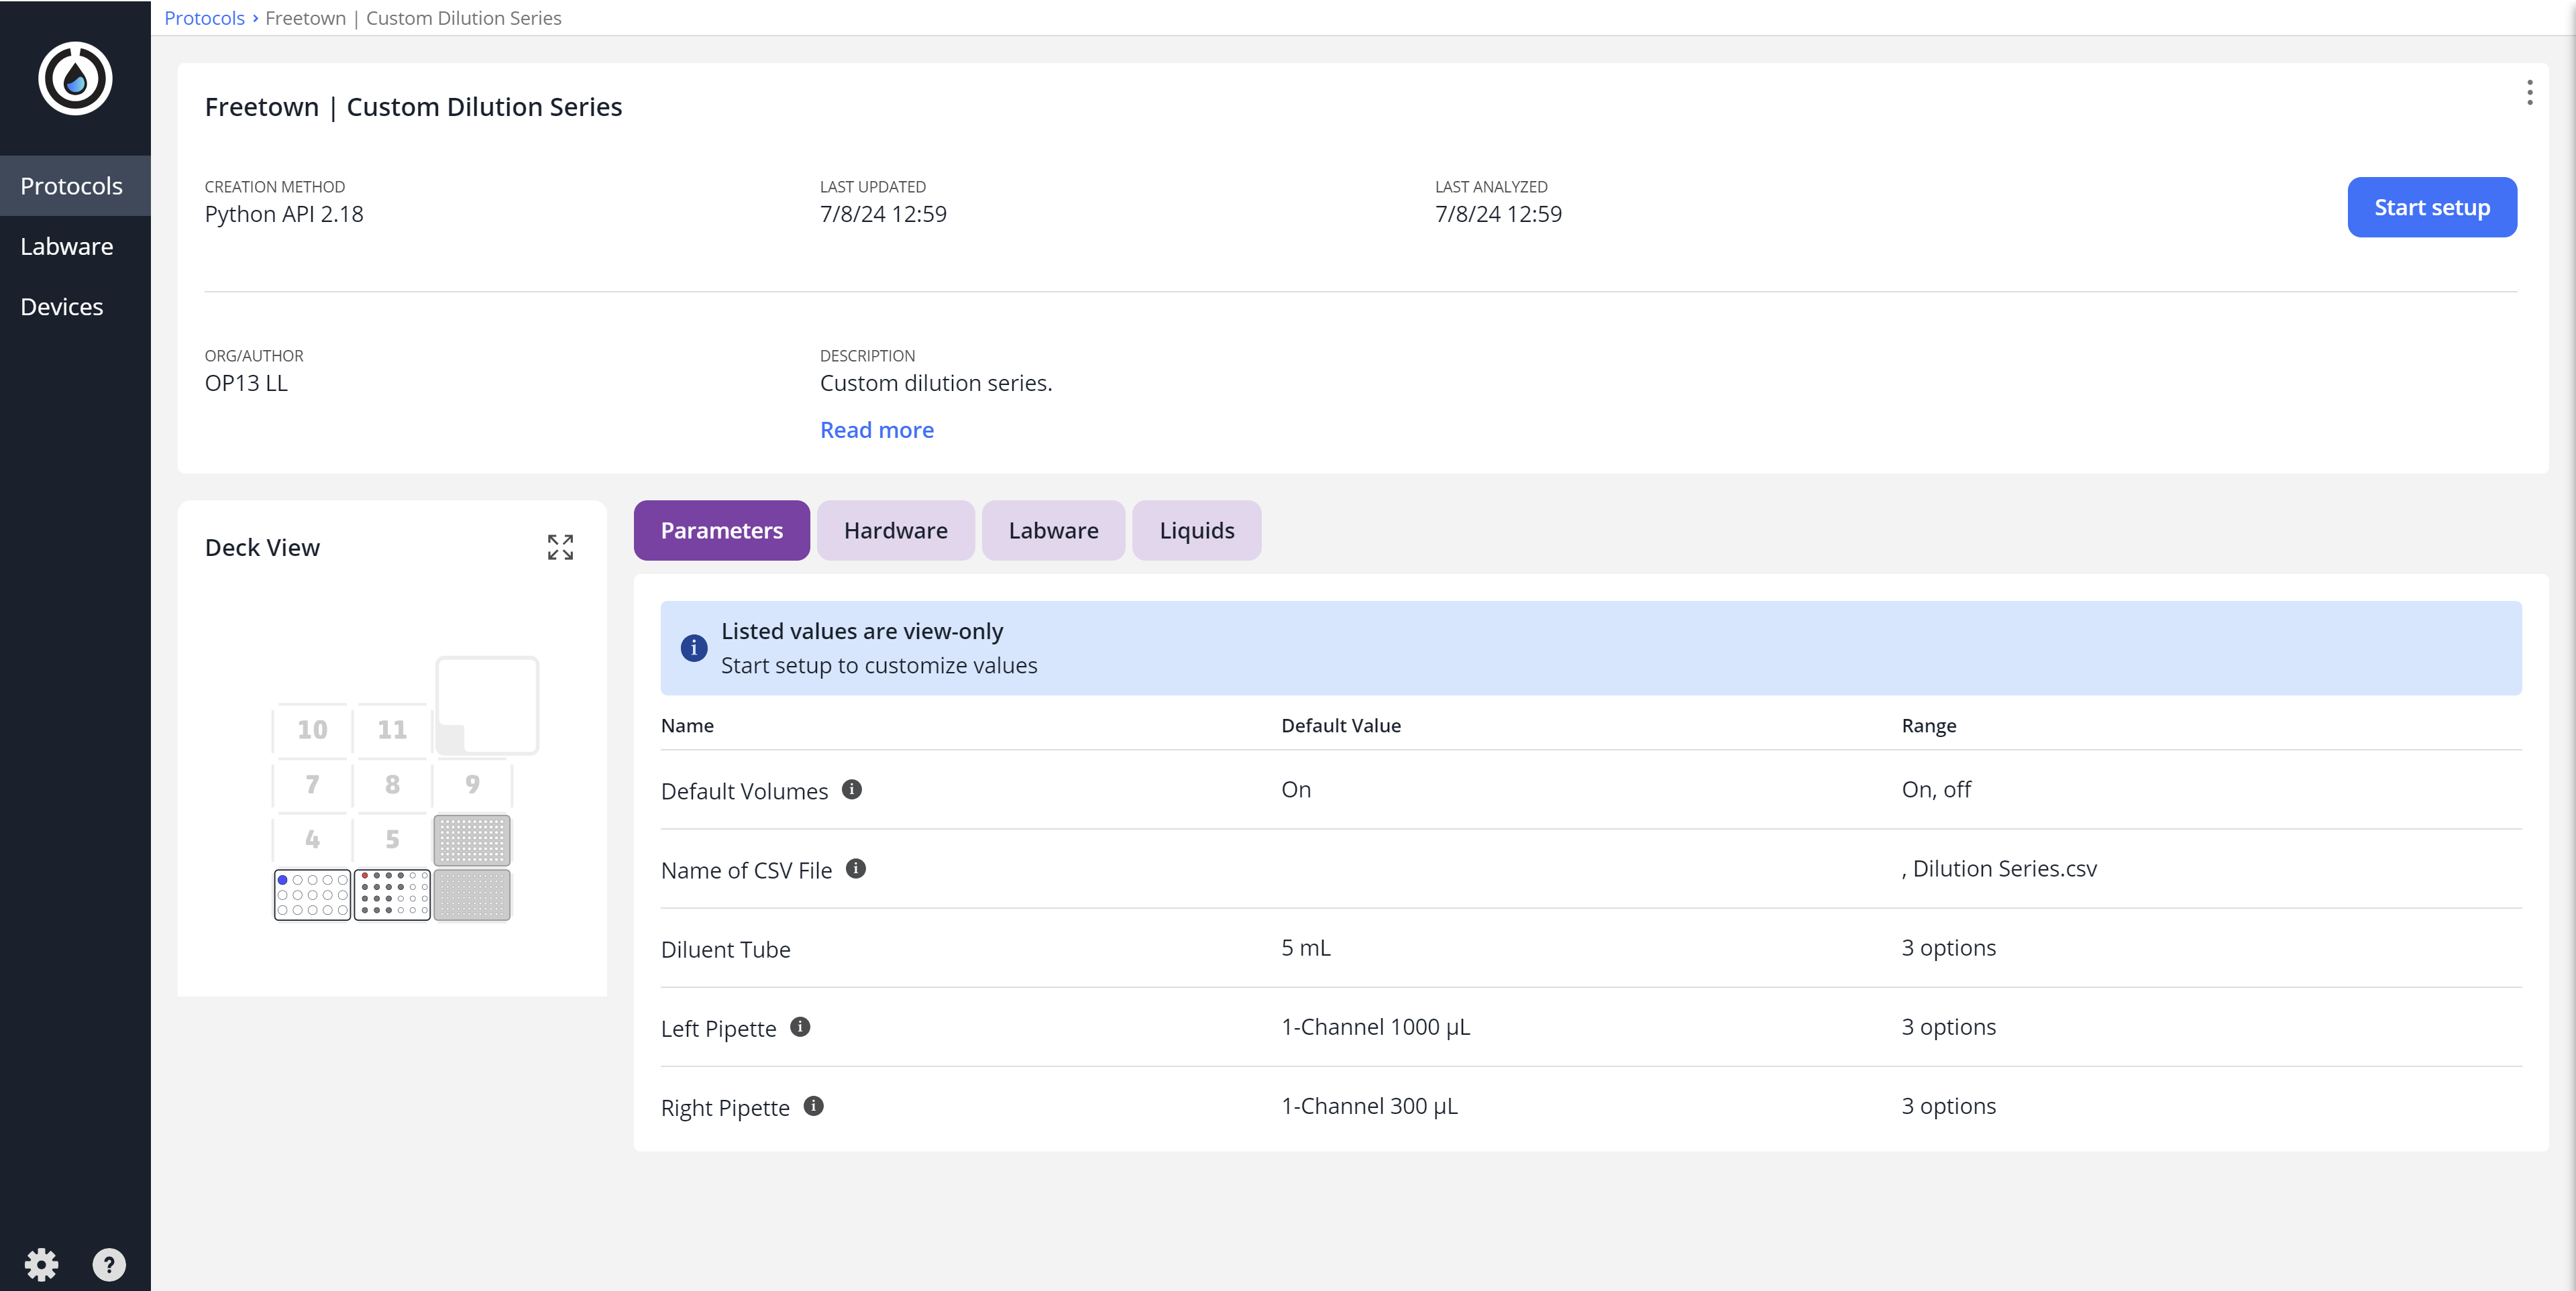 Protocols › Freetown | Custom Dilution Series
Protocols
Labware
Devices
Freetown | Custom Dilution Series
CREATION METHOD
Python API 2.18
LAST UPDATED
7/8/24 12:59
LAST ANALYZED
7/8/24 12:59
Start setup
ORG/AUTHOR
OP13 LL
DESCRIPTION
Custom dilution series.
Read more
Deck View
10 11
7 8 9
4 5
Parameters Hardware Labware Liquids
i Listed values are view-only
Start setup to customize values
Name Default Value Range
Default Volumes i On On, off
Name of CSV File i , Dilution Series.csv
Diluent Tube 5 mL 3 options
Left Pipette i 1-Channel 1000 µL 3 options
Right Pipette i 1-Channel 300 µL 3 options
?